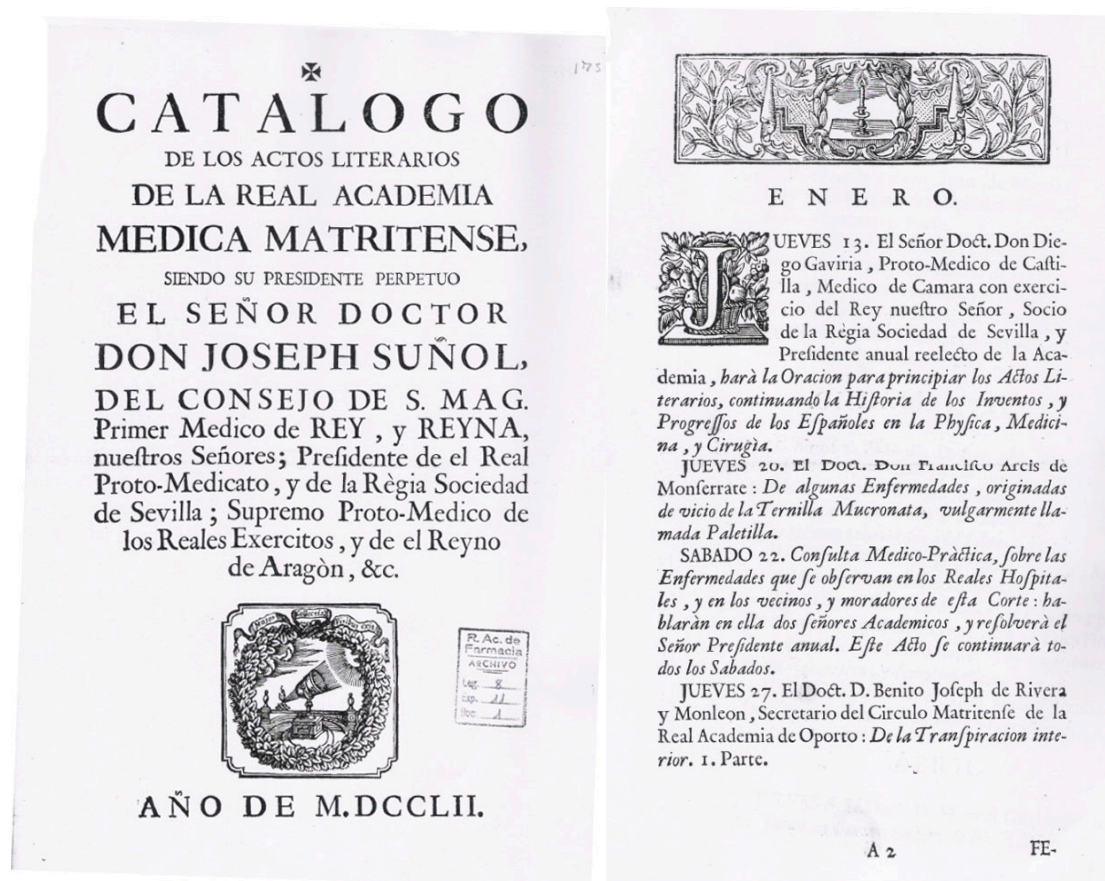 ✠
CATALOGO
DE LOS ACTOS LITERARIOS
DE LA REAL ACADEMIA
MEDICA MATRITENSE,
SIENDO SU PRESIDENTE PERPETUO
EL SEÑOR DOCTOR
DON JOSEPH SUÑOL,
DEL CONSEJO DE S. MAG.
Primer Medico de REY, y REYNA,
nueſtros Señores; Preſidente de el Real
Proto-Medicato, y de la Règia Sociedad
de Sevilla; Supremo Proto-Medico de
los Reales Exercitos, y de el Reyno
de Aragòn, &c.
R. Ac. de
Farmacia
ARCHIVO
Leg. 8
Exp. 11
Doc. 1
AÑO DE M.DCCLII.
175
ENERO.
JUEVES 13. El Señor Doct. Don Die-
go Gaviria, Proto-Medico de Caſti-
lla, Medico de Camara con exerci-
cio del Rey nueſtro Señor, Socio
de la Règia Sociedad de Sevilla, y
Preſidente anual reelecto de la Aca-
demia, harà la Oracion para principiar los Actos Li-
terarios, continuando la Hiſtoria de los Inventos, y
Progreſſos de los Eſpañoles en la Phyſica, Medici-
na, y Cirugìa.
JUEVES 20. El Doct. Don Franciſco Arcis de
Monſerrate: De algunas Enfermedades, originadas
de vicio de la Ternilla Mucronata, vulgarmente lla-
mada Paletilla.
SABADO 22. Conſulta Medico-Pràctica, ſobre las
Enfermedades que ſe obſervan en los Reales Hoſpita-
les, y en los vecinos, y moradores de eſta Corte: ha-
blaràn en ella dos ſeñores Academicos, y reſolverà el
Señor Preſidente anual. Eſte Acto ſe continuarà to-
dos los Sabados.
JUEVES 27. El Doct. D. Benito Joſeph de Rivera
y Monleon, Secretario del Circulo Matritenſe de la
Real Academia de Oporto: De la Tranſpiracion inte-
rior. 1. Parte.
A 2
FE-